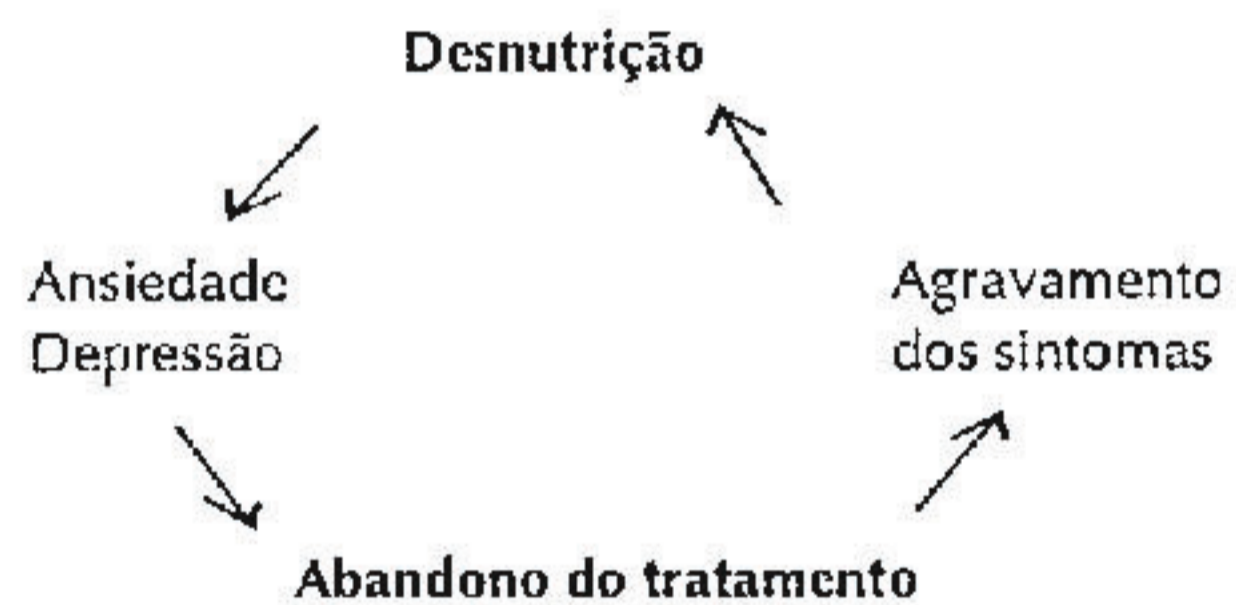 Desnutrição
Ansiedade
Depressão
Agravamento
dos sintomas
Abandono do tratamento